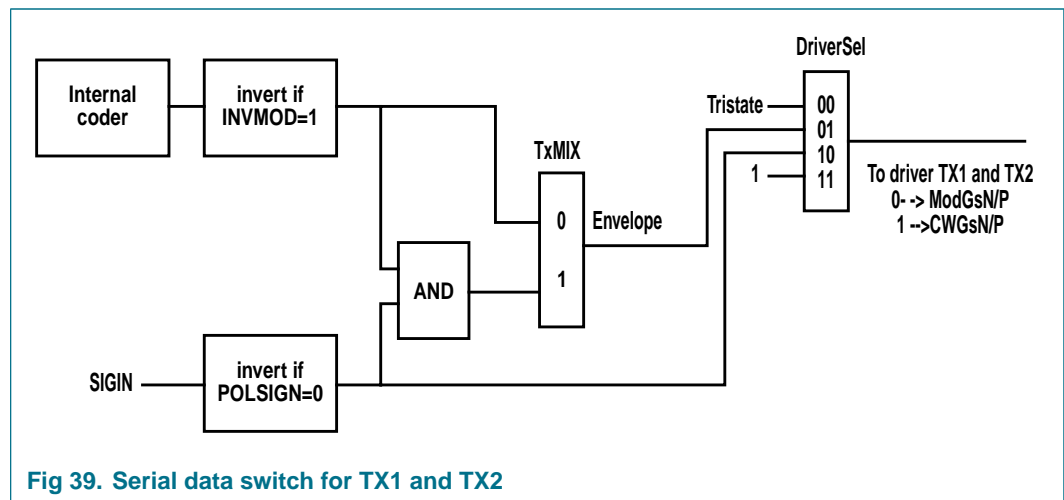 DriverSel
Internal
coder
invert if
INVMOD=1
Tristate
00
01
10
11
1
To driver TX1 and TX2
0- -> ModGsN/P
1 -->CWGsN/P
TxMIX
0
1
Envelope
AND
SIGIN
invert if
POLSIGN=0
Fig 39. Serial data switch for TX1 and TX2